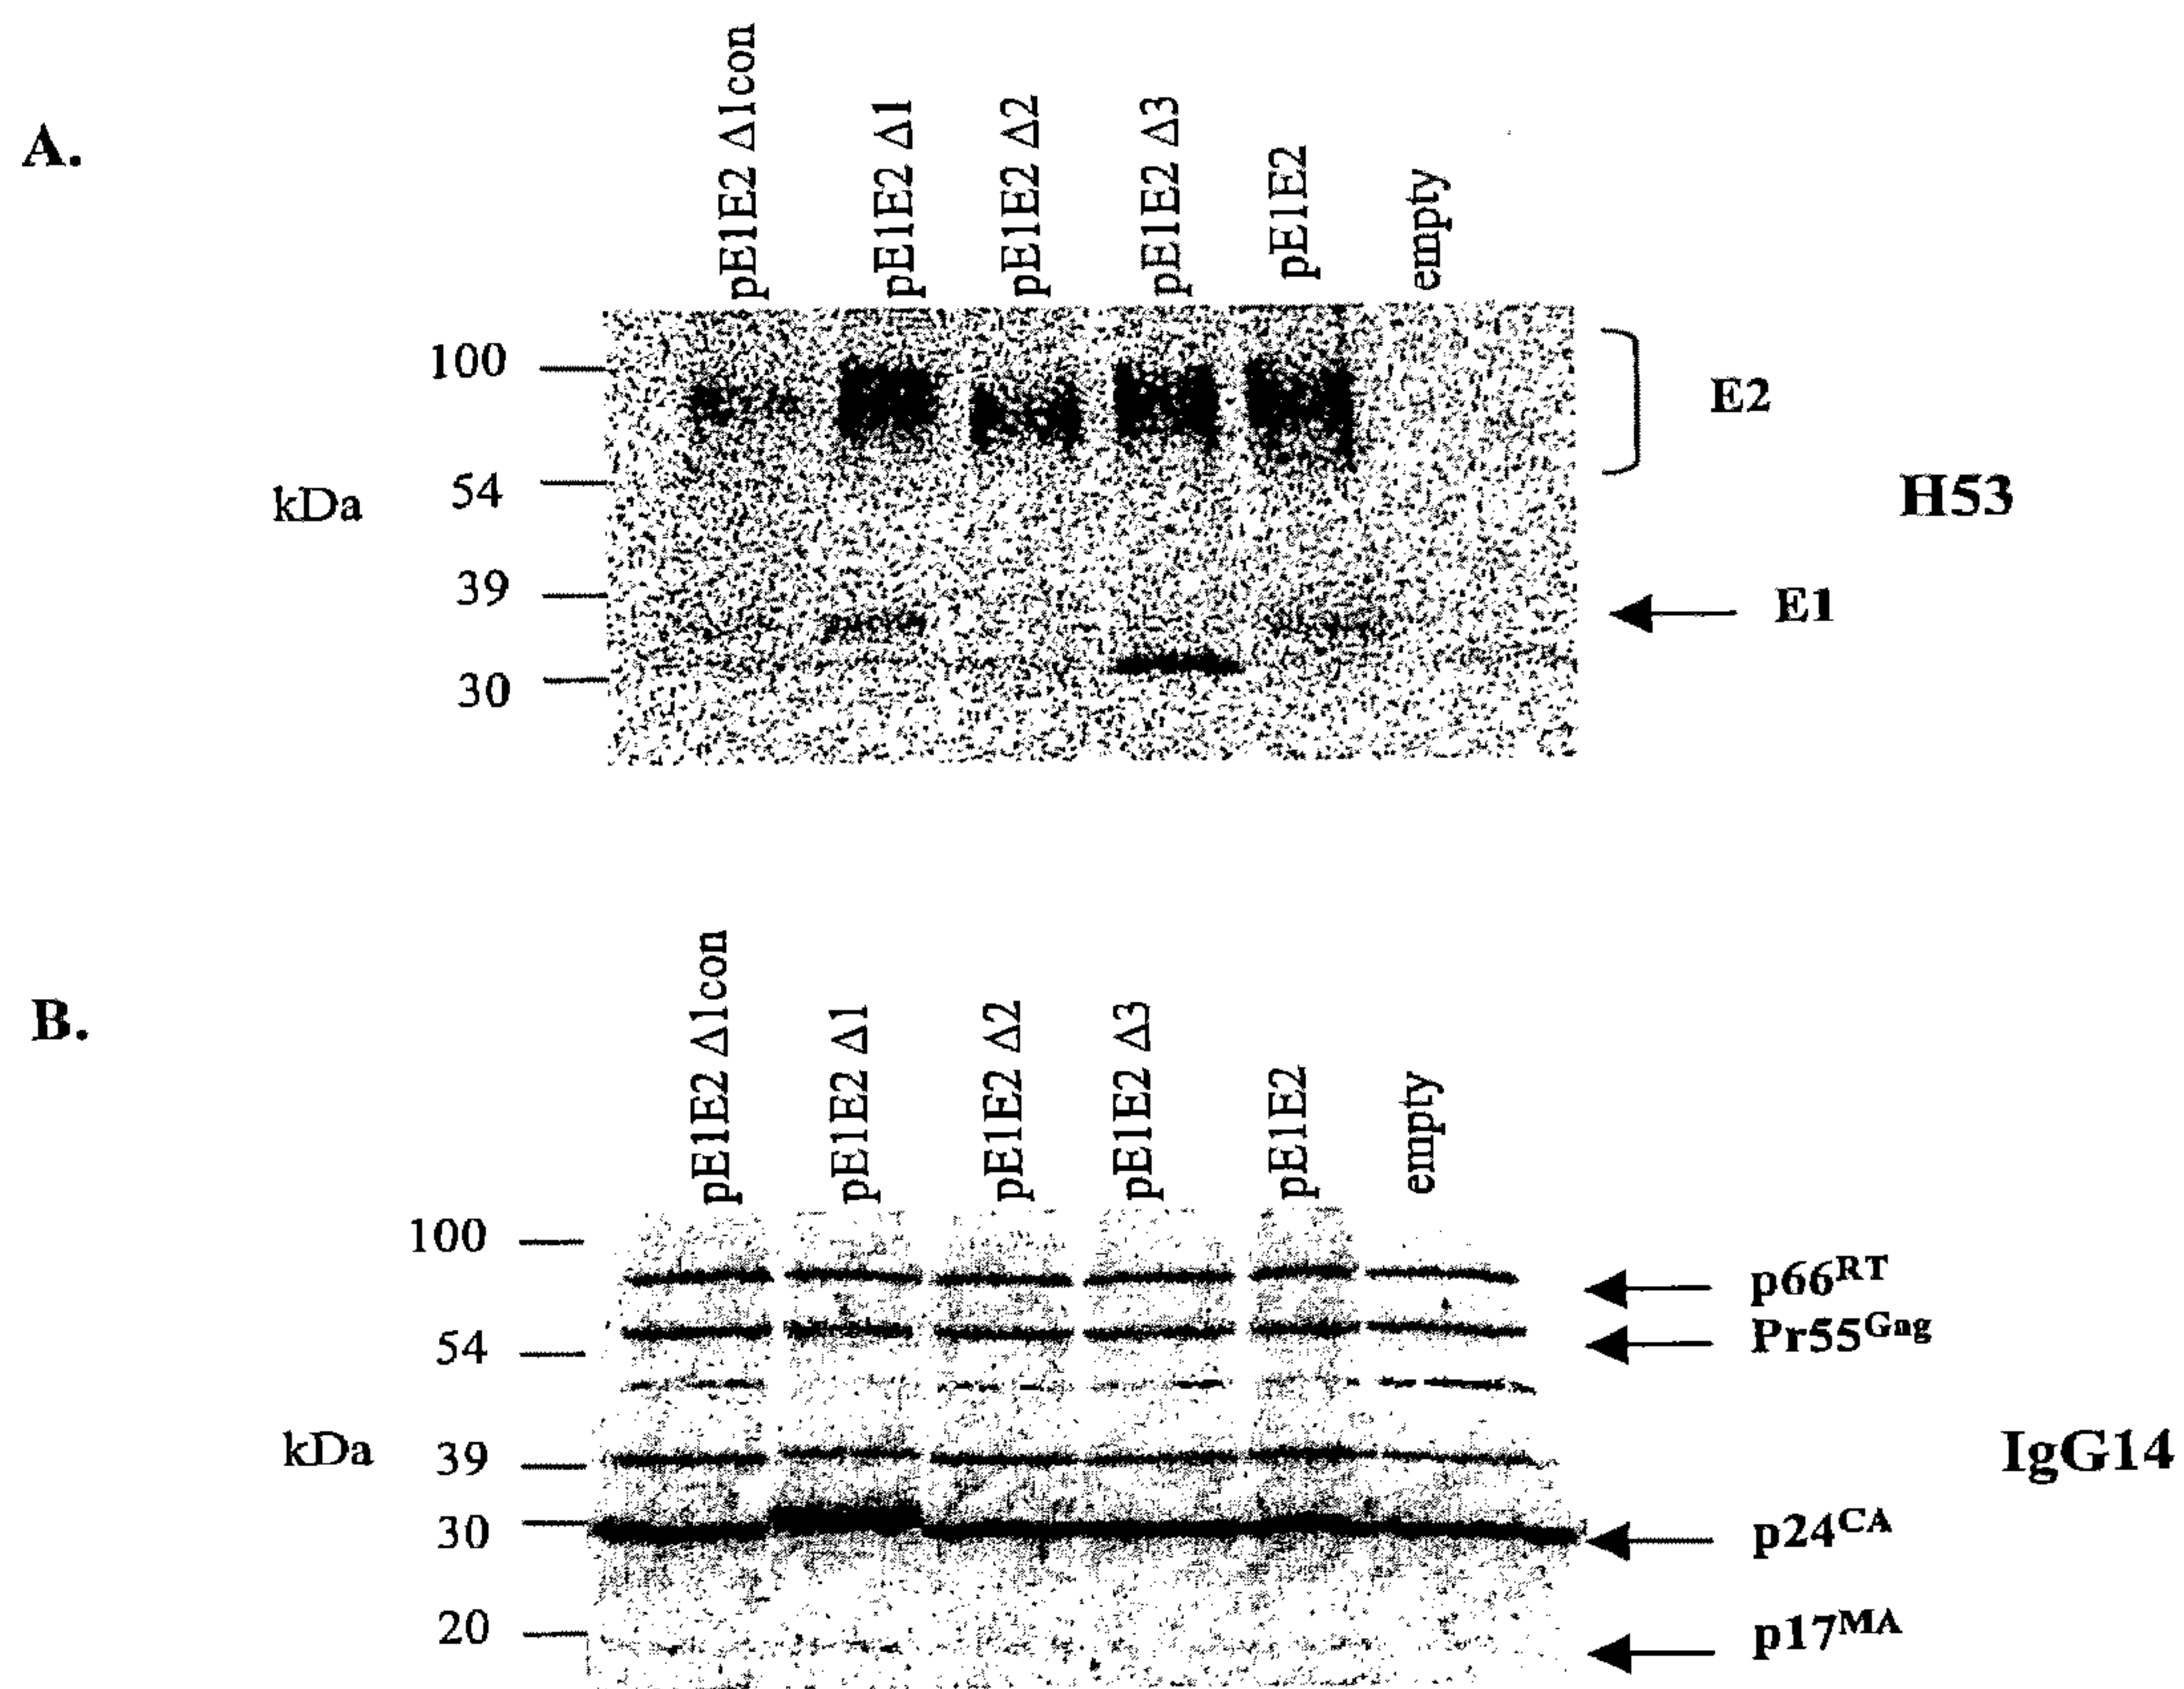 A.
pE1E2 Δ1con
pE1E2 Δ1
pE1E2 Δ2
pE1E2 Δ3
pE1E2
empty
100
54
kDa
39
30
E2
H53
E1
B.
pE1E2 Δ1con
pE1E2 Δ1
pE1E2 Δ2
pE1E2 Δ3
pE1E2
empty
100
54
kDa
39
30
20
p66RT
Pr55Gag
IgG14
p24CA
p17MA